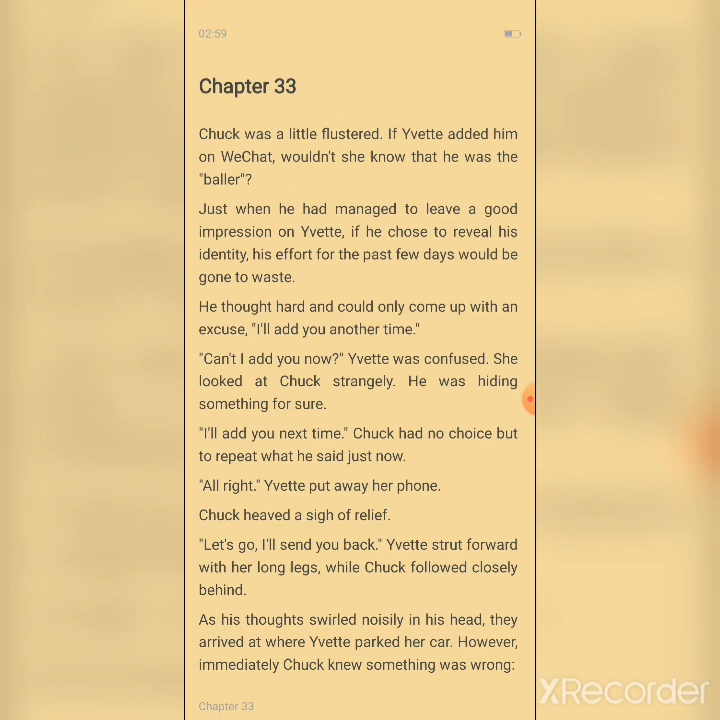 02:59
Chapter 33
Chuck was a little flustered. If Yvette added him
on WeChat, wouldn't she know that he was the
"baller"?
Just when he had managed to leave a good
impression on Yvette, if he chose to reveal his
identity, his effort for the past few days would be
gone to waste.
He thought hard and could only come up with an
excuse, "I'll add you another time."
"Can't I add you now?" Yvette was confused. She
looked at Chuck strangely. He was hiding
something for sure.
"I'll add you next time." Chuck had no choice but
to repeat what he said just now.
"All right." Yvette put away her phone.
Chuck heaved a sigh of relief.
"Let's go, I'll send you back." Yvette strut forward
with her long legs, while Chuck followed closely
behind.
As his thoughts swirled noisily in his head, they
arrived at where Yvette parked her car. However,
immediately Chuck knew something was wrong:
Chapter 33
XRecorder